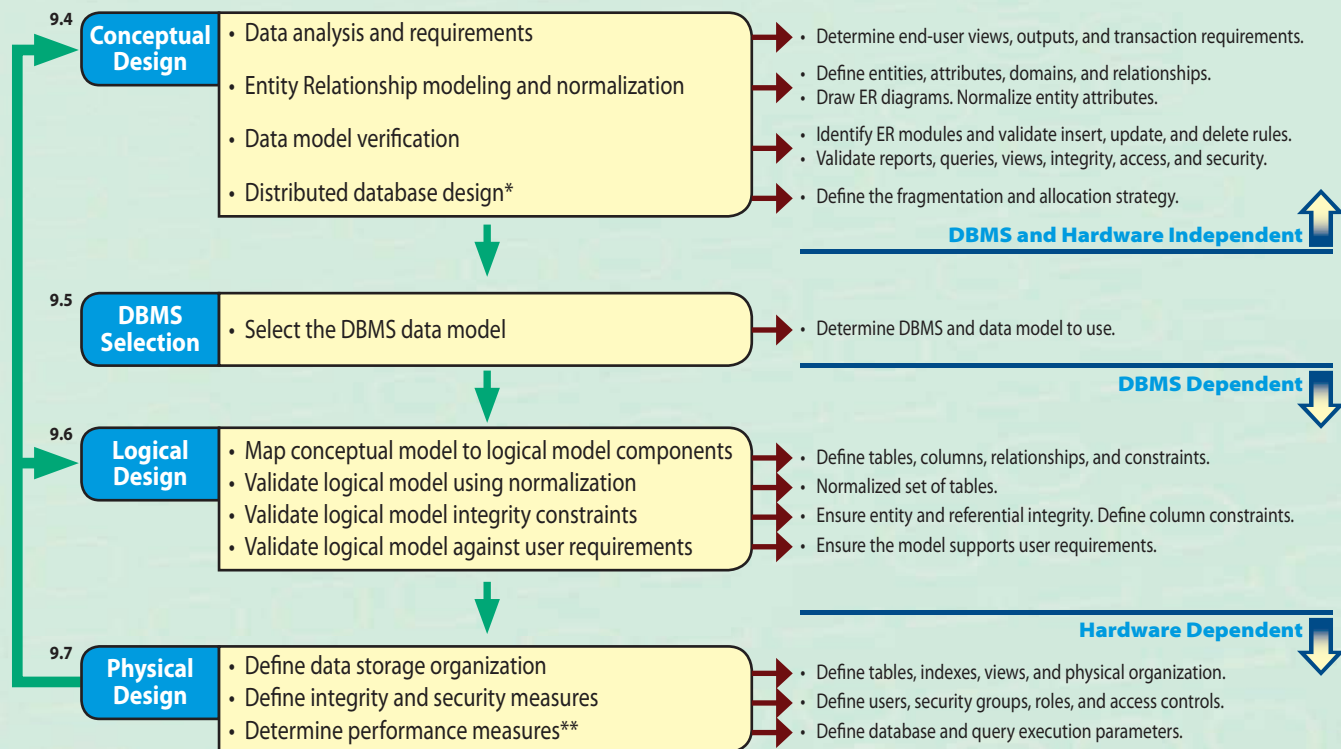 9.4
Conceptual
Design
• Data analysis and requirements
• Determine end-user views, outputs, and transaction requirements.
• Entity Relationship modeling and normalization
• Define entities, attributes, domains, and relationships.
• Draw ER diagrams. Normalize entity attributes.
• Data model verification
• Identify ER modules and validate insert, update, and delete rules.
• Validate reports, queries, views, integrity, access, and security.
• Distributed database design*
• Define the fragmentation and allocation strategy.
DBMS and Hardware Independent
9.5
DBMS
Selection
• Select the DBMS data model
• Determine DBMS and data model to use.
DBMS Dependent
9.6
Logical
Design
• Map conceptual model to logical model components
• Define tables, columns, relationships, and constraints.
• Validate logical model using normalization
• Normalized set of tables.
• Validate logical model integrity constraints
• Ensure entity and referential integrity. Define column constraints.
• Validate logical model against user requirements
• Ensure the model supports user requirements.
Hardware Dependent
9.7
Physical
Design
• Define data storage organization
• Define tables, indexes, views, and physical organization.
• Define integrity and security measures
• Define users, security groups, roles, and access controls.
• Determine performance measures**
• Define database and query execution parameters.